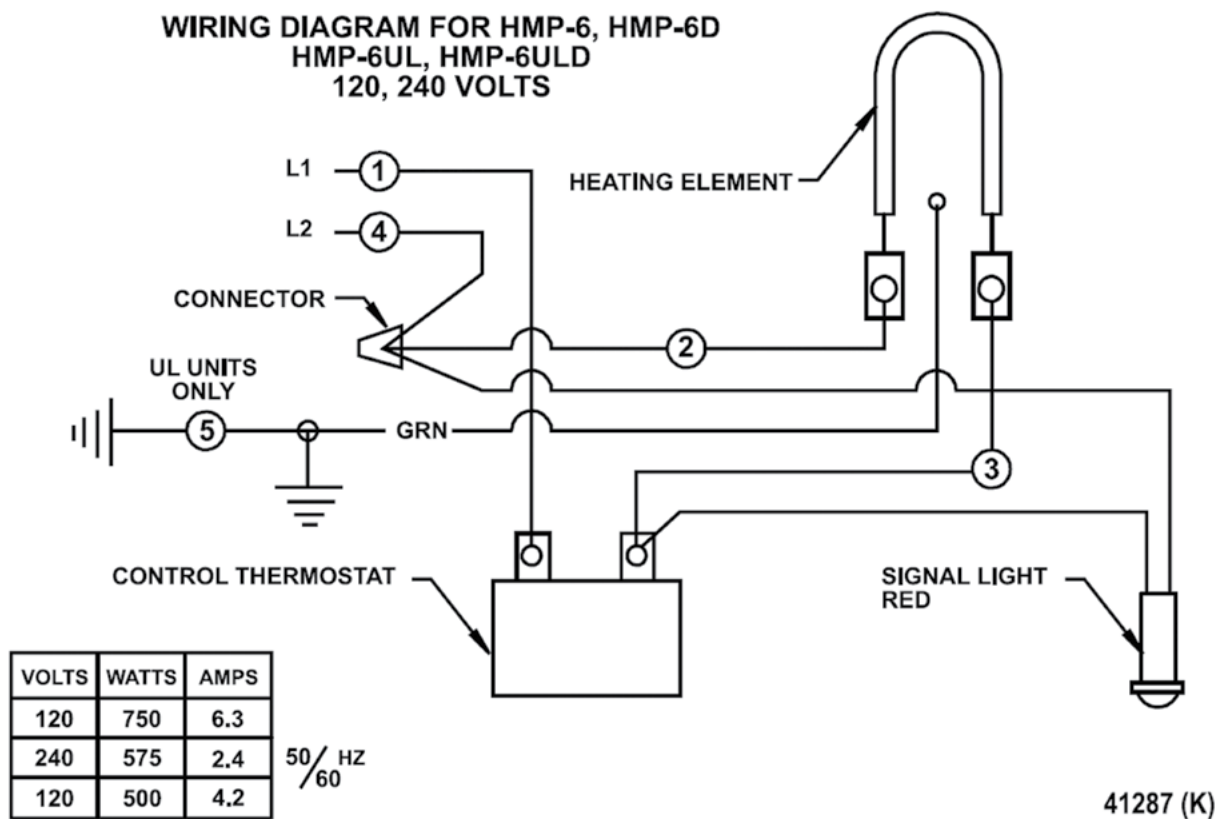 WIRING DIAGRAM FOR HMP-6, HMP-6D
HMP-6UL, HMP-6ULD
120, 240 VOLTS
L1
1
HEATING ELEMENT
L2
4
CONNECTOR
2
UL UNITS
ONLY
5
GRN
3
CONTROL THERMOSTAT
SIGNAL LIGHT
RED
VOLTS WATTS AMPS
120 750 6.3
240 575 2.4
120 500 4.2
50/60 HZ
41287 (K)